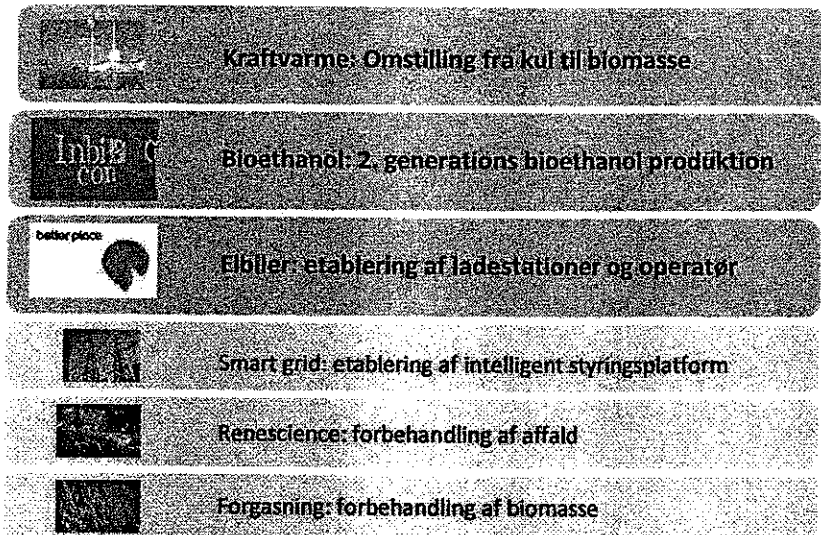 Kraftvarme: Omstilling fra kul til biomasse
Inbicon
Bioethanol: 2. generations bioethanol produktion
better place
Elbiler: etablering af ladestationer og operatør
Smart grid: etablering af intelligent styringsplatform
Renescience: forbehandling af affald
Forgasning: forbehandling af biomasse